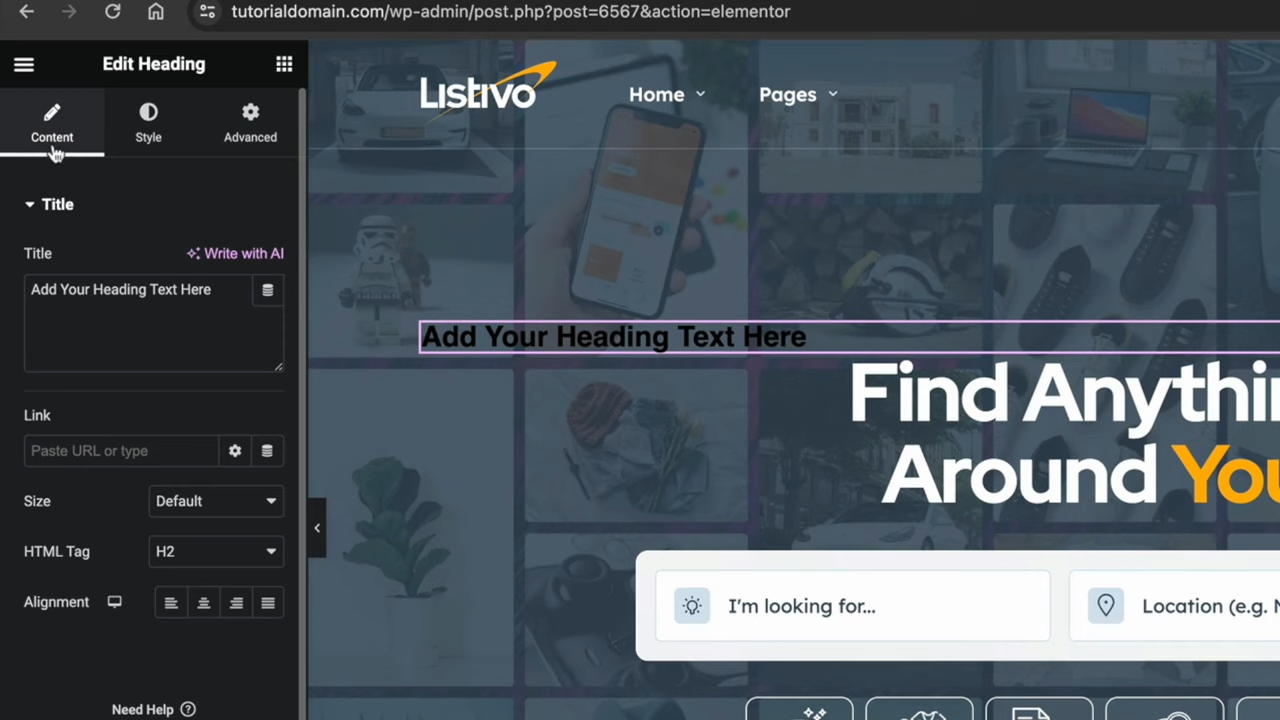 tutorialdomain.com/wp-admin/post.php?post=6567&action=elementor
Edit Heading
Content
Style
Advanced
Title
Title
Write with AI
Add Your Heading Text Here
Link
Paste URL or type
Size
Default
HTML Tag
H2
Alignment
Need Help
Listivo
Home
Pages
Add Your Heading Text Here
Find Anythin
Around You
I'm looking for...
Location (e.g. N